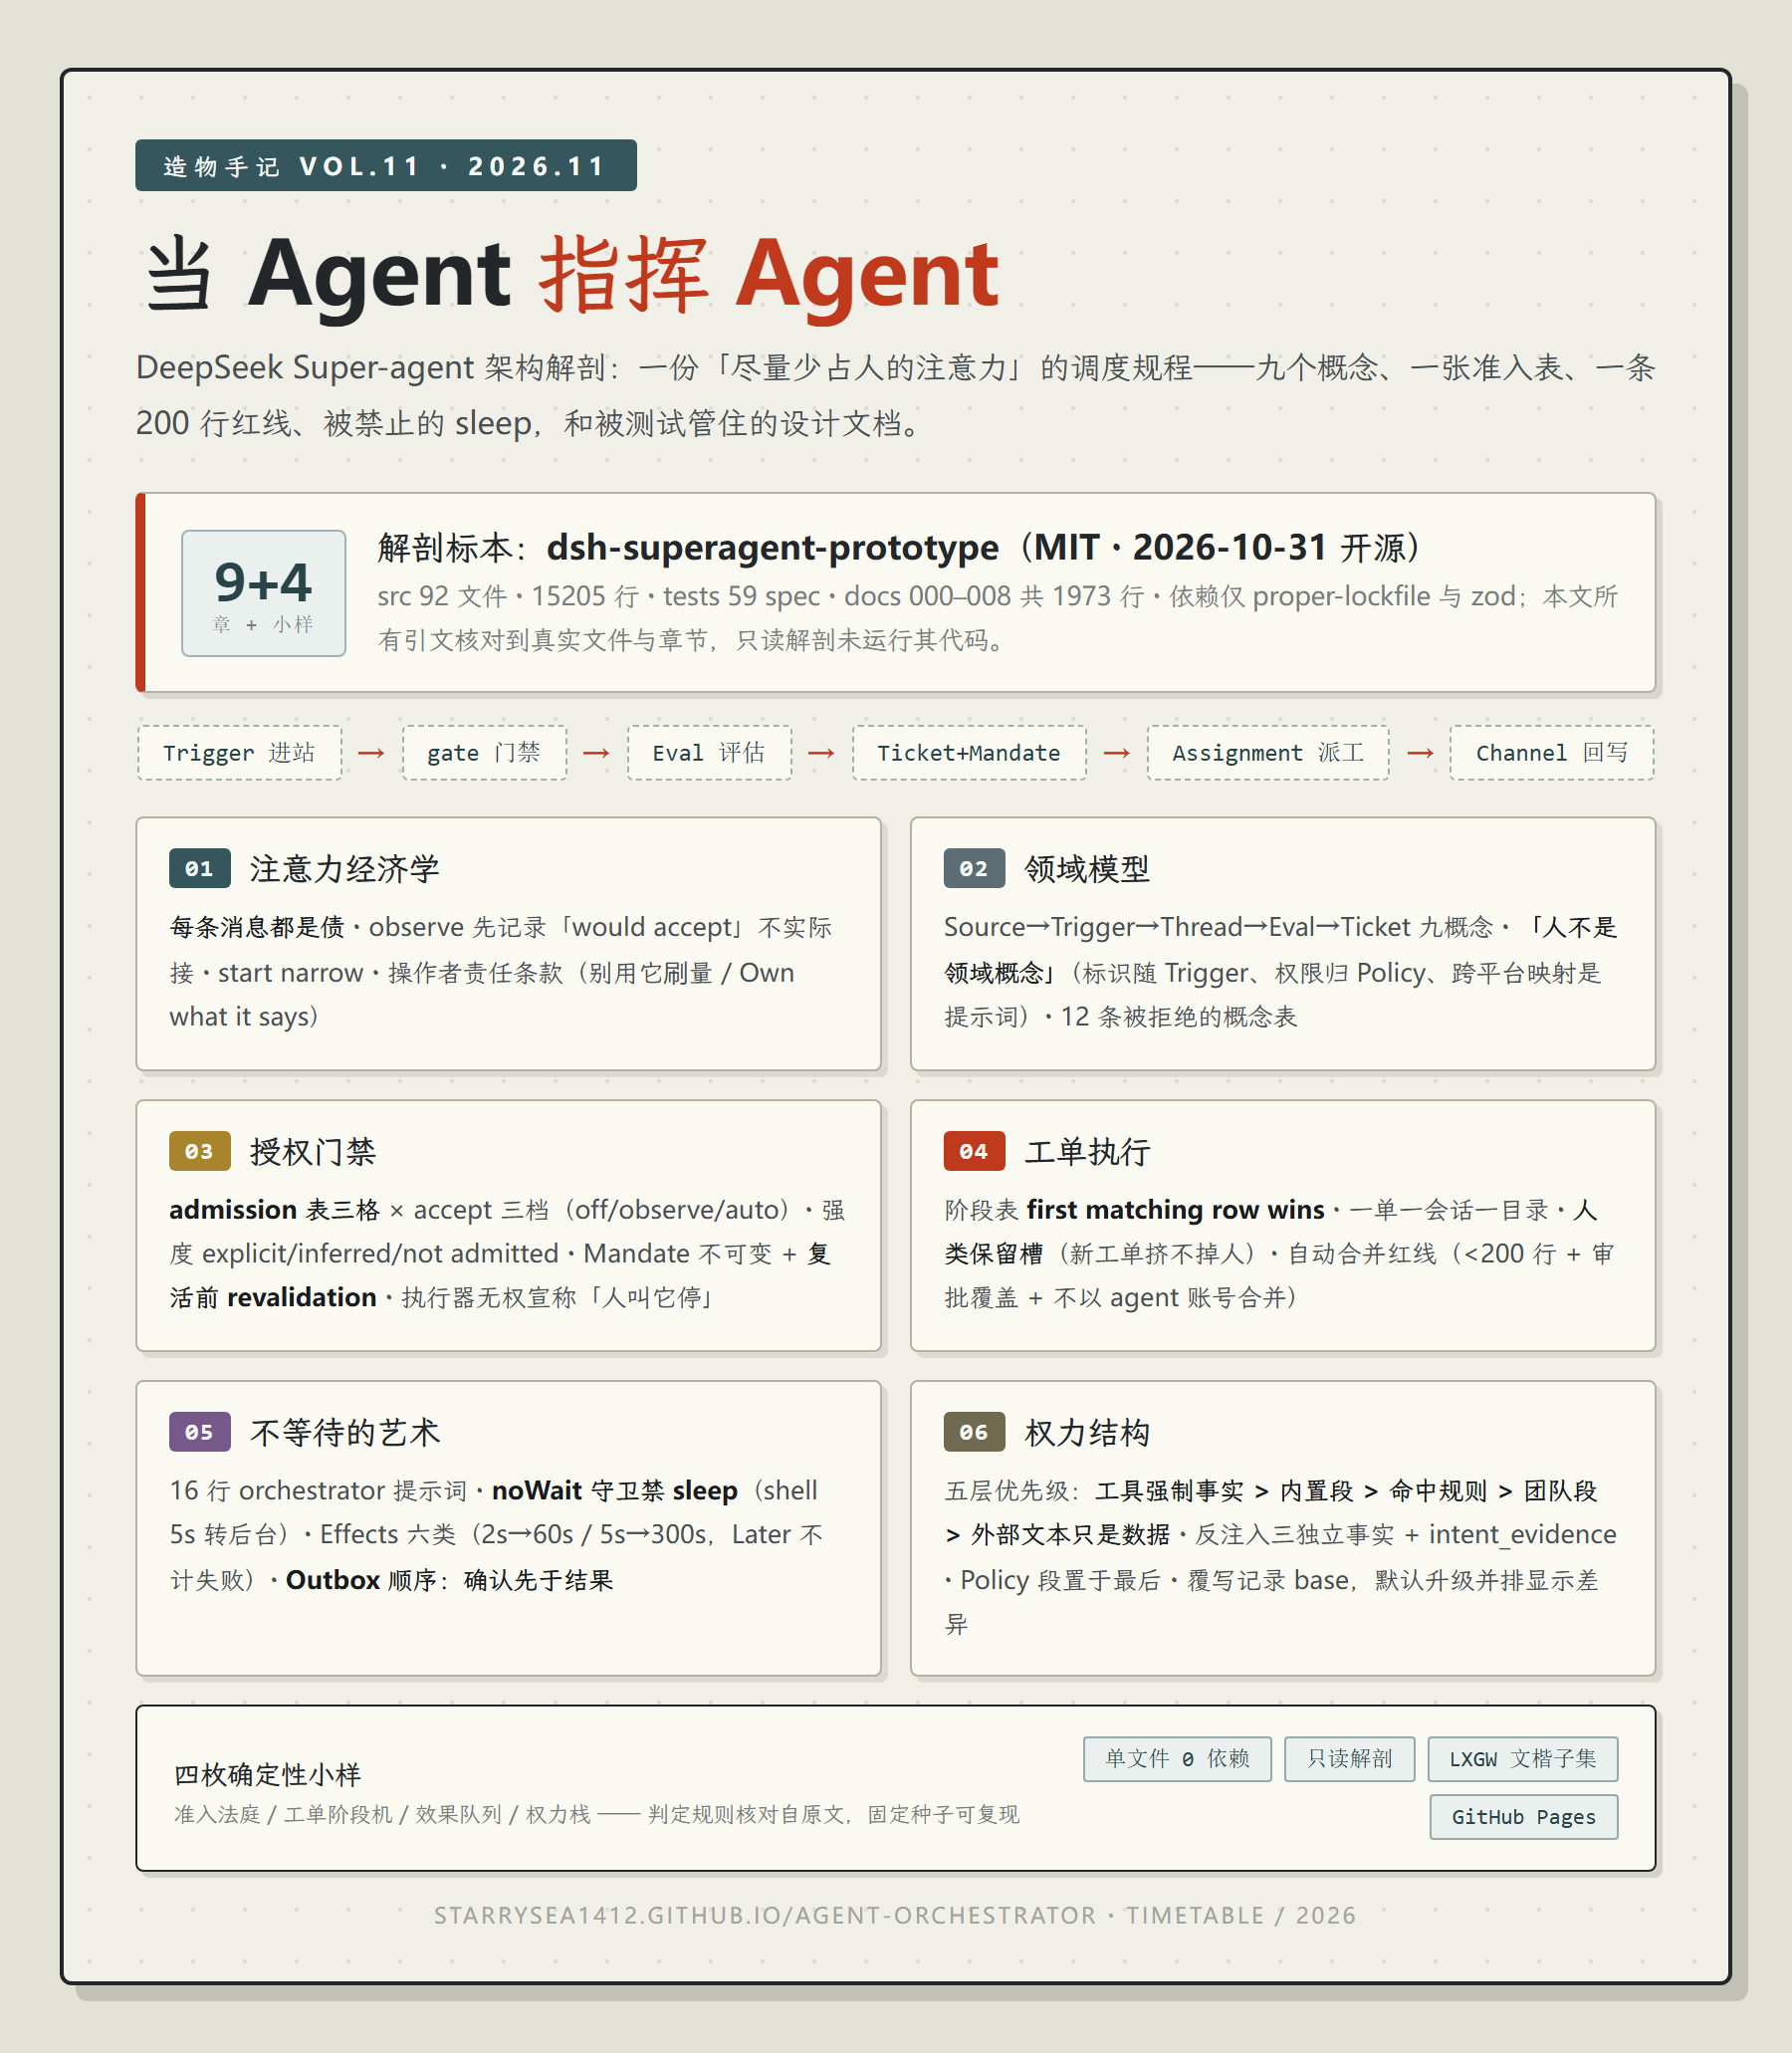 造物手记 VOL.11 · 2026.11
当 Agent 指挥 Agent
DeepSeek Super-agent 架构解剖：一份「尽量少占人的注意力」的调度规程——九个概念、一张准入表、一条
200 行红线、被禁止的 sleep，和被测试管住的设计文档。
9+4
章 + 小样
解剖标本：dsh-superagent-prototype（MIT · 2026-10-31 开源）
src 92 文件 · 15205 行 · tests 59 spec · docs 000–008 共 1973 行 · 依赖仅 proper-lockfile 与 zod；本文所
有引文核对到真实文件与章节，只读解剖未运行其代码。
Trigger 进站 → gate 门禁 → Eval 评估 → Ticket+Mandate → Assignment 派工 → Channel 回写
01 注意力经济学
每条消息都是债 · observe 先记录「would accept」不实际
接 · start narrow · 操作者责任条款（别用它刷量 / Own
what it says）
02 领域模型
Source→Trigger→Thread→Eval→Ticket 九概念 · 「人不是
领域概念」（标识随 Trigger、权限归 Policy、跨平台映射是
提示词）· 12 条被拒绝的概念表
03 授权门禁
admission 表三格 × accept 三档（off/observe/auto）· 强
度 explicit/inferred/not admitted · Mandate 不可变 + 复
活前 revalidation · 执行器无权宣称「人叫它停」
04 工单执行
阶段表 first matching row wins · 一单一会话一目录 · 人
类保留槽（新工单挤不掉人）· 自动合并红线（<200 行 + 审
批覆盖 + 不以 agent 账号合并）
05 不等待的艺术
16 行 orchestrator 提示词 · noWait 守卫禁 sleep（shell
5s 转后台）· Effects 六类（2s→60s / 5s→300s，Later 不
计失败）· Outbox 顺序：确认先于结果
06 权力结构
五层优先级：工具强制事实 > 内置段 > 命中规则 > 团队段
> 外部文本只是数据 · 反注入三独立事实 + intent_evidence
· Policy 段置于最后 · 覆写记录 base，默认升级并排显示差
异
四枚确定性小样
准入法庭 / 工单阶段机 / 效果队列 / 权力栈 —— 判定规则核对自原文，固定种子可复现
单文件 0 依赖 只读解剖 LXGW 文楷子集
GitHub Pages
STARRYSEA1412.GITHUB.IO/AGENT-ORCHESTRATOR · TIMETABLE / 2026